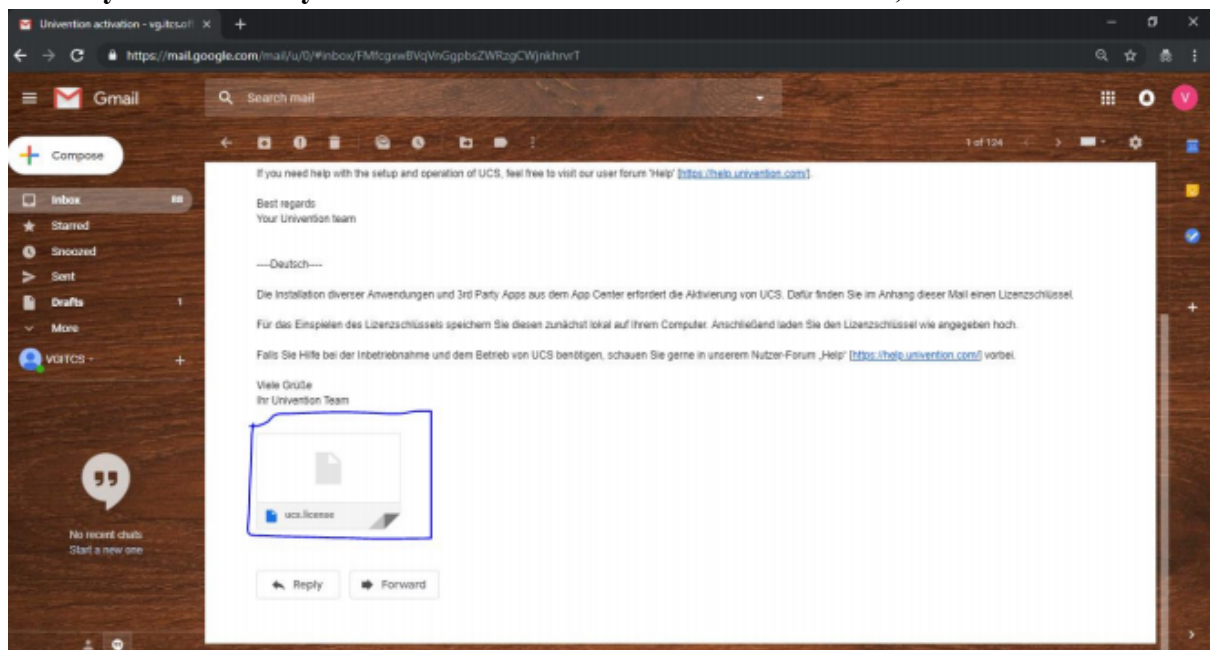 Univention activation - vg.itcs.off
https://mail.google.com/mail/u/0/#inbox/
Gmail
Search mail
V
Compose
1 of 124
Inbox 88
Starred
Snoozed
Sent
Drafts 1
More
VGITCS -
If you need help with the setup and operation of UCS, feel free to visit our user forum 'Help' [https://help.univention.com/].
Best regards
Your Univention team
----Deutsch----
Die Installation diverser Anwendungen und 3rd Party Apps aus dem App Center erfordert die Aktivierung von UCS. Dafür finden Sie im Anhang dieser Mail einen Lizenzschlüssel.
Für das Einspielen des Lizenzschlüssels speichern Sie diesen zunächst lokal auf Ihrem Computer. Anschließend laden Sie den Lizenzschlüssel wie angegeben hoch.
Falls Sie Hilfe bei der Inbetriebnahme und dem Betrieb von UCS benötigen, schauen Sie gerne in unserem Nutzer-Forum „Help“ [https://help.univention.com/] vorbei.
Viele Grüße
Ihr Univention Team
ucs.license
Reply Forward
No recent chats
Start a new one